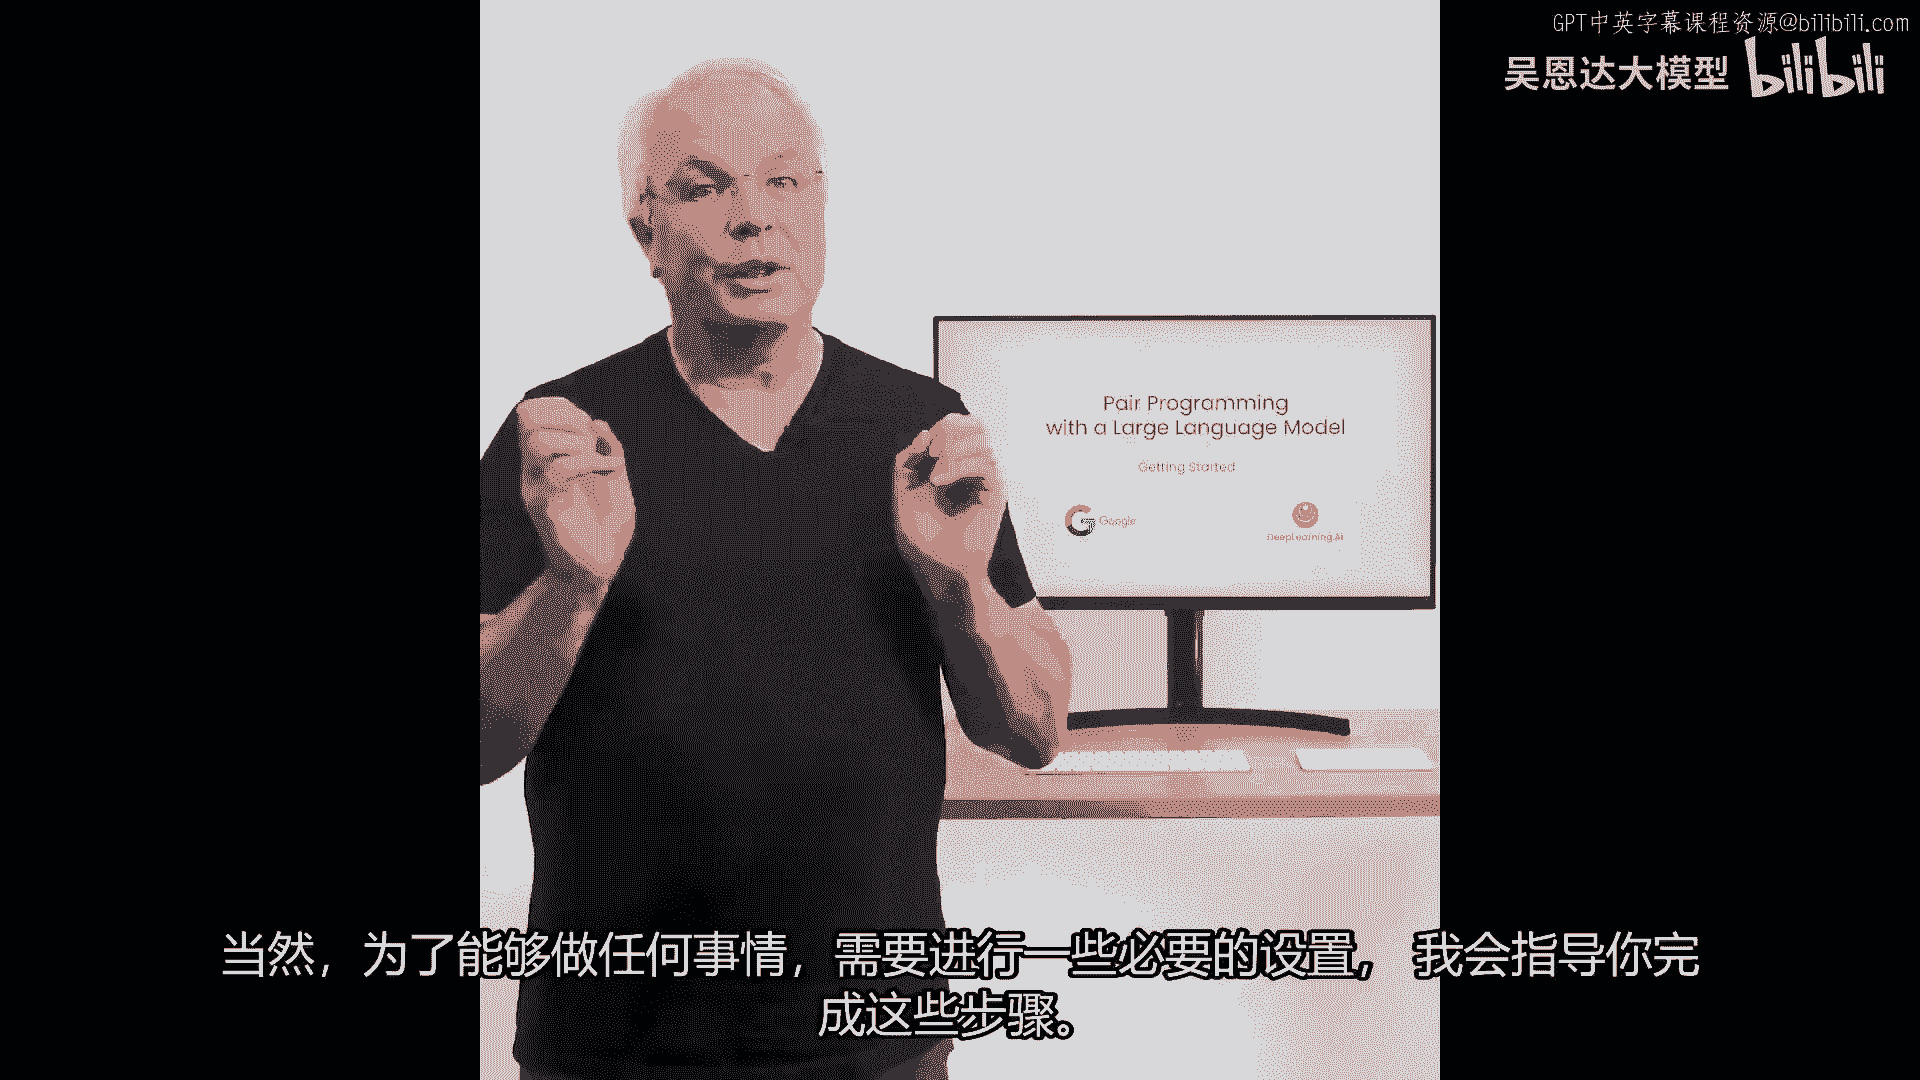 GPT中英字幕课程资源@bilibili.com
吴恩达大模型 bilibili
Pair Programming
with a Large Language Model
Getting Started
Google
DeepLearning.AI
当然，为了能够做任何事情，需要进行一些必要的设置， 我会指导你完
成这些步骤。